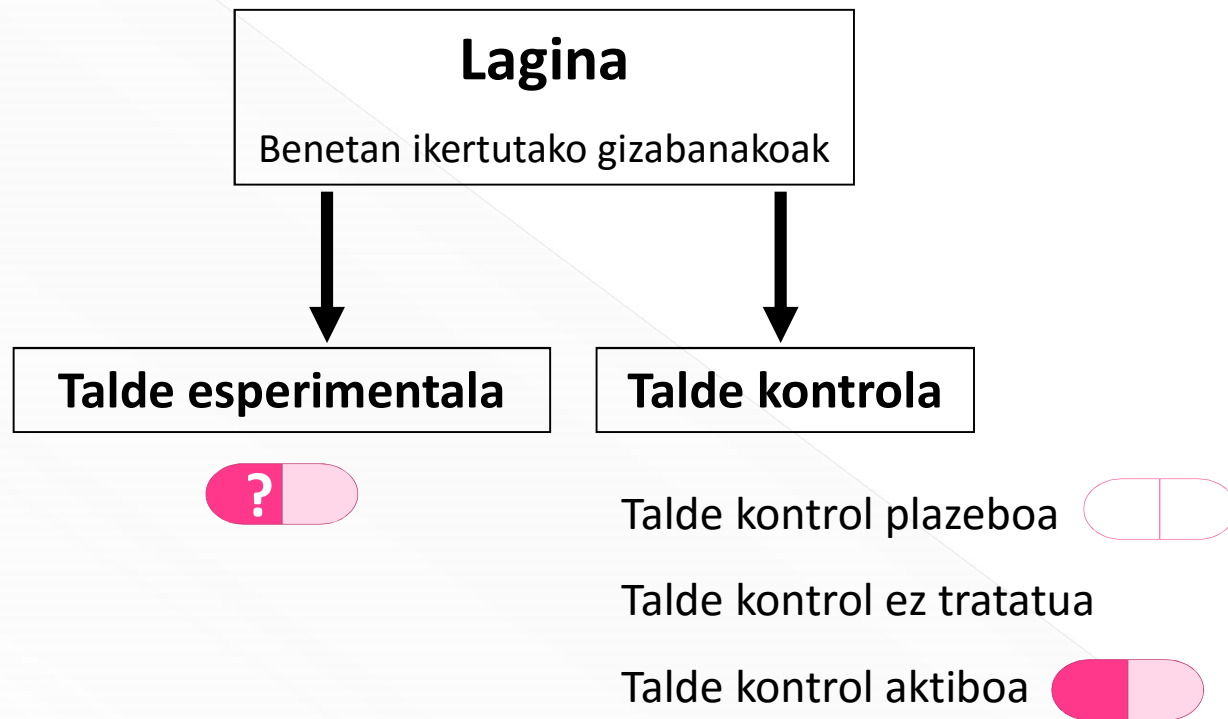 Lagina
Benetan ikertutako gizabanakoak
Talde esperimentala
Talde kontrola
?
Talde kontrol plazeboa
Talde kontrol ez tratatua
Talde kontrol aktiboa